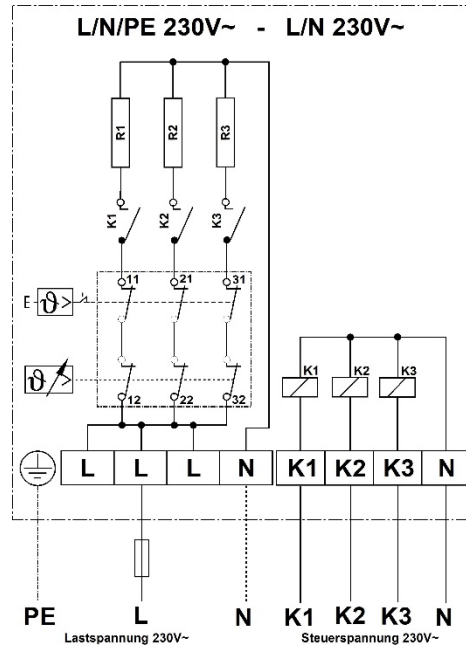 L/N/PE 230V~ - L/N 230V~
R1 R2 R3
K1 K2 K3
11 21 31
E ϑ>
ϑ>
12 22 32
K1 K2 K3
L L L N K1 K2 K3 N
PE L N K1 K2 K3 N
Lastspannung 230V~ Steuerspannung 230V~